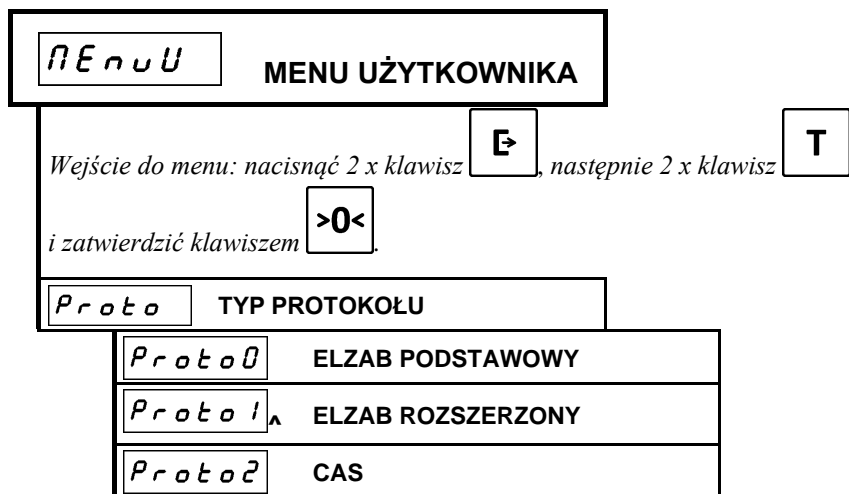 MEnuU MENU UŻYTKOWNIKA
Wejście do menu: nacisnąć 2 x klawisz E, następnie 2 x klawisz T
i zatwierdzić klawiszem >0<.
Proto TYP PROTOKOŁU
Proto0 ELZAB PODSTAWOWY
Proto1^ ELZAB ROZSZERZONY
Proto2 CAS